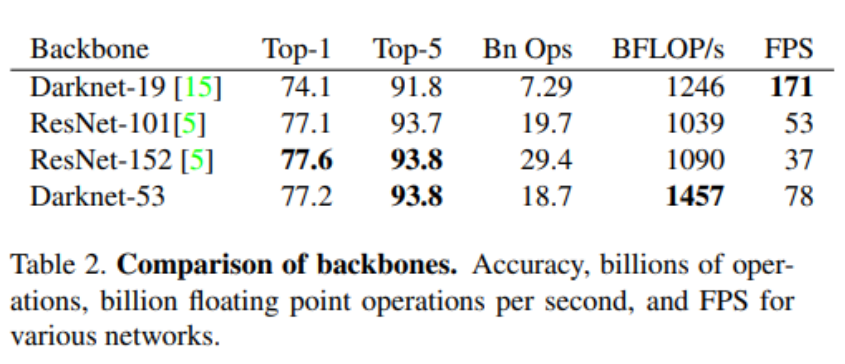 Backbone Top-1 Top-5 Bn Ops BFLOP/s FPS
Darknet-19 [15] 74.1 91.8 7.29 1246 171
ResNet-101[5] 77.1 93.7 19.7 1039 53
ResNet-152 [5] 77.6 93.8 29.4 1090 37
Darknet-53 77.2 93.8 18.7 1457 78
Table 2. Comparison of backbones. Accuracy, billions of oper-
ations, billion floating point operations per second, and FPS for
various networks.